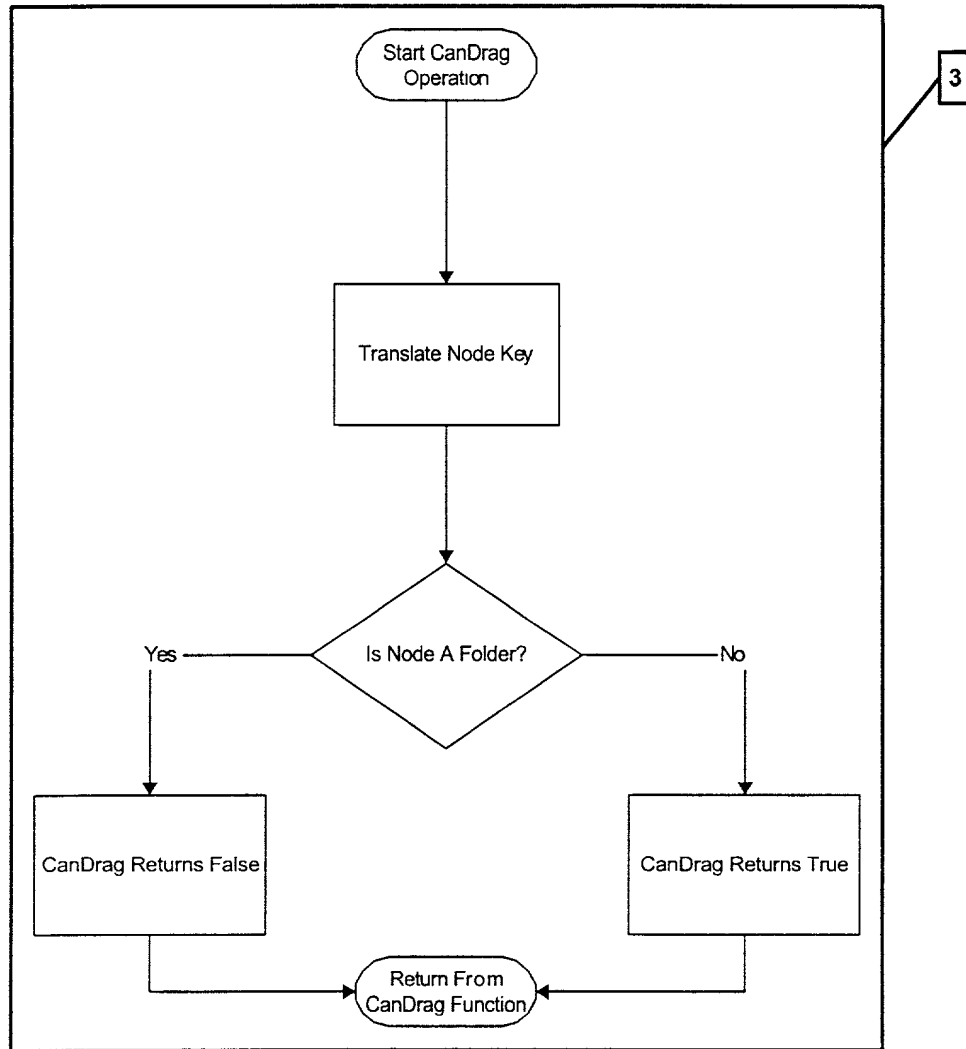 Start CanDrag
Operation
3
Translate Node Key
Is Node A Folder?
Yes
No
CanDrag Returns False
CanDrag Returns True
Return From
CanDrag Function